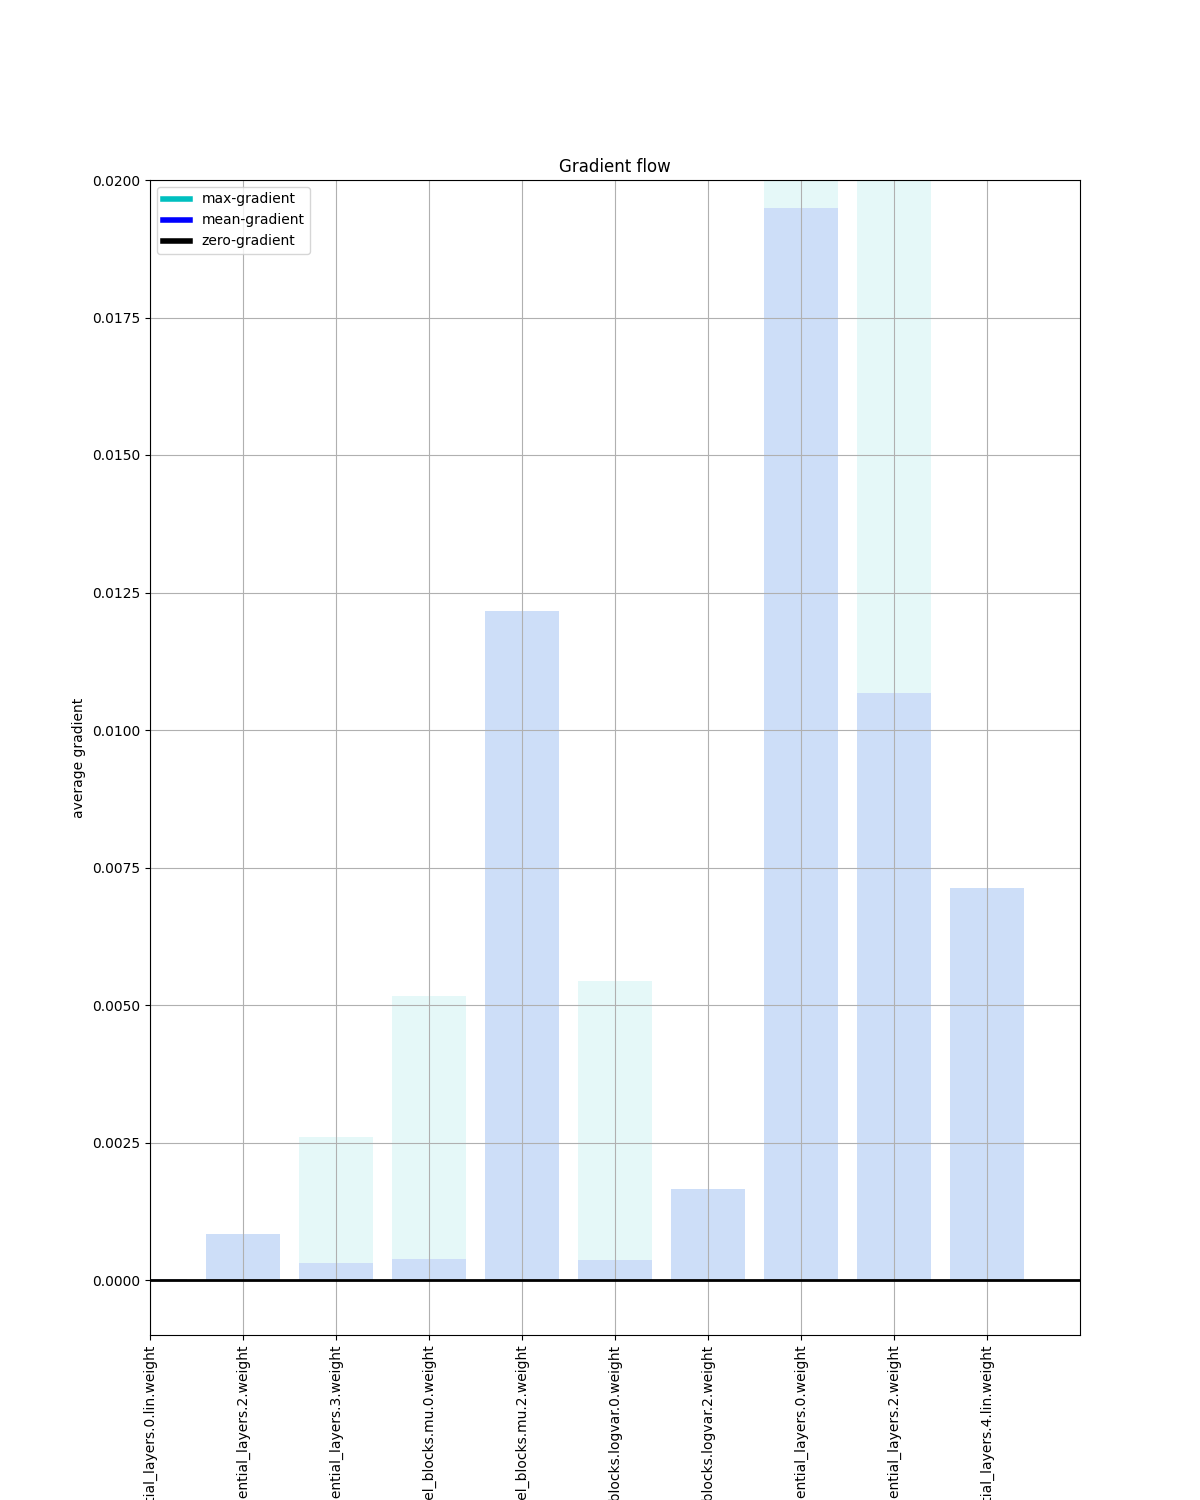 Gradient flow
max-gradient
mean-gradient
zero-gradient
0.0200
0.0175
0.0150
0.0125
0.0100
0.0075
0.0050
0.0025
0.0000
average gradient
tial_layers.0.lin.weight
ential_layers.2.weight
ential_layers.3.weight
el_blocks.mu.0.weight
el_blocks.mu.2.weight
blocks.logvar.0.weight
blocks.logvar.2.weight
ential_layers.0.weight
ential_layers.2.weight
tial_layers.4.lin.weight